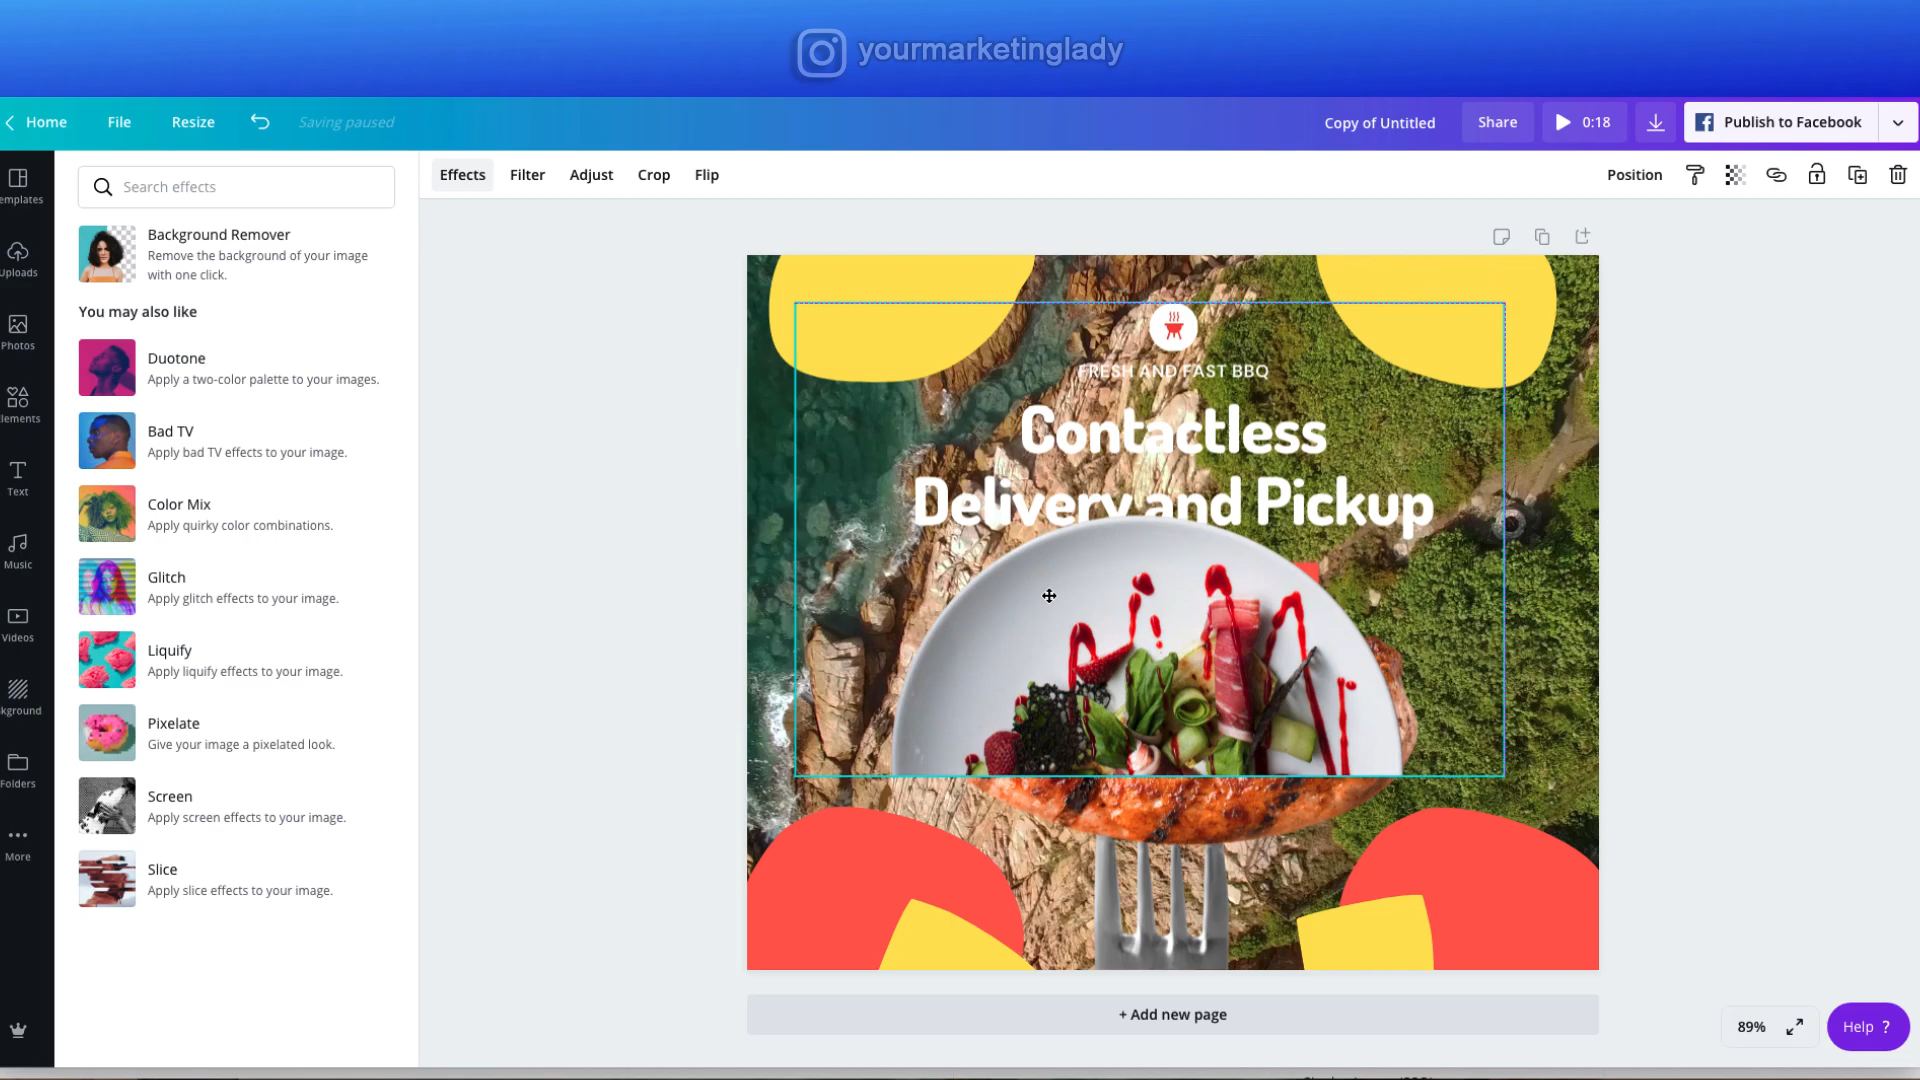 yourmarketinglady
Home File Resize Saving paused Copy of Untitled Share 0:18 Publish to Facebook
Effects Filter Adjust Crop Flip Position
emplates
Uploads
Photos
lements
Text
Music
Videos
kground
Folders
More
Search effects
Background Remover
Remove the background of your image
with one click.
You may also like
Duotone
Apply a two-color palette to your images.
Bad TV
Apply bad TV effects to your image.
Color Mix
Apply quirky color combinations.
Glitch
Apply glitch effects to your image.
Liquify
Apply liquify effects to your image.
Pixelate
Give your image a pixelated look.
Screen
Apply screen effects to your image.
Slice
Apply slice effects to your image.
FRESH AND FAST BBQ
Contactless
Delivery and Pickup
+ Add new page
89%
Help ?